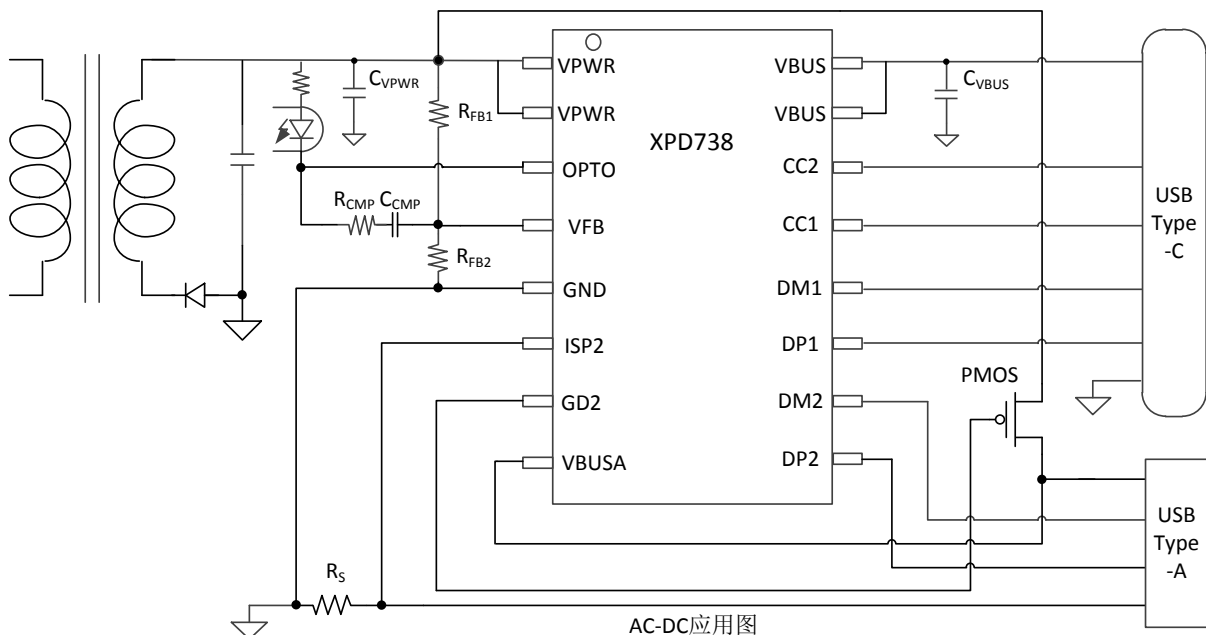 VPWR
VPWR
OPTO
VFB
GND
ISP2
GD2
VBUSA
XPD738
VBUS
VBUS
CC2
CC1
DM1
DP1
DM2
DP2
CVPWR
RFB1
RCMP CCMP
RFB2
CVBUS
USB
Type
-C
PMOS
USB
Type
-A
RS
AC-DC应用图